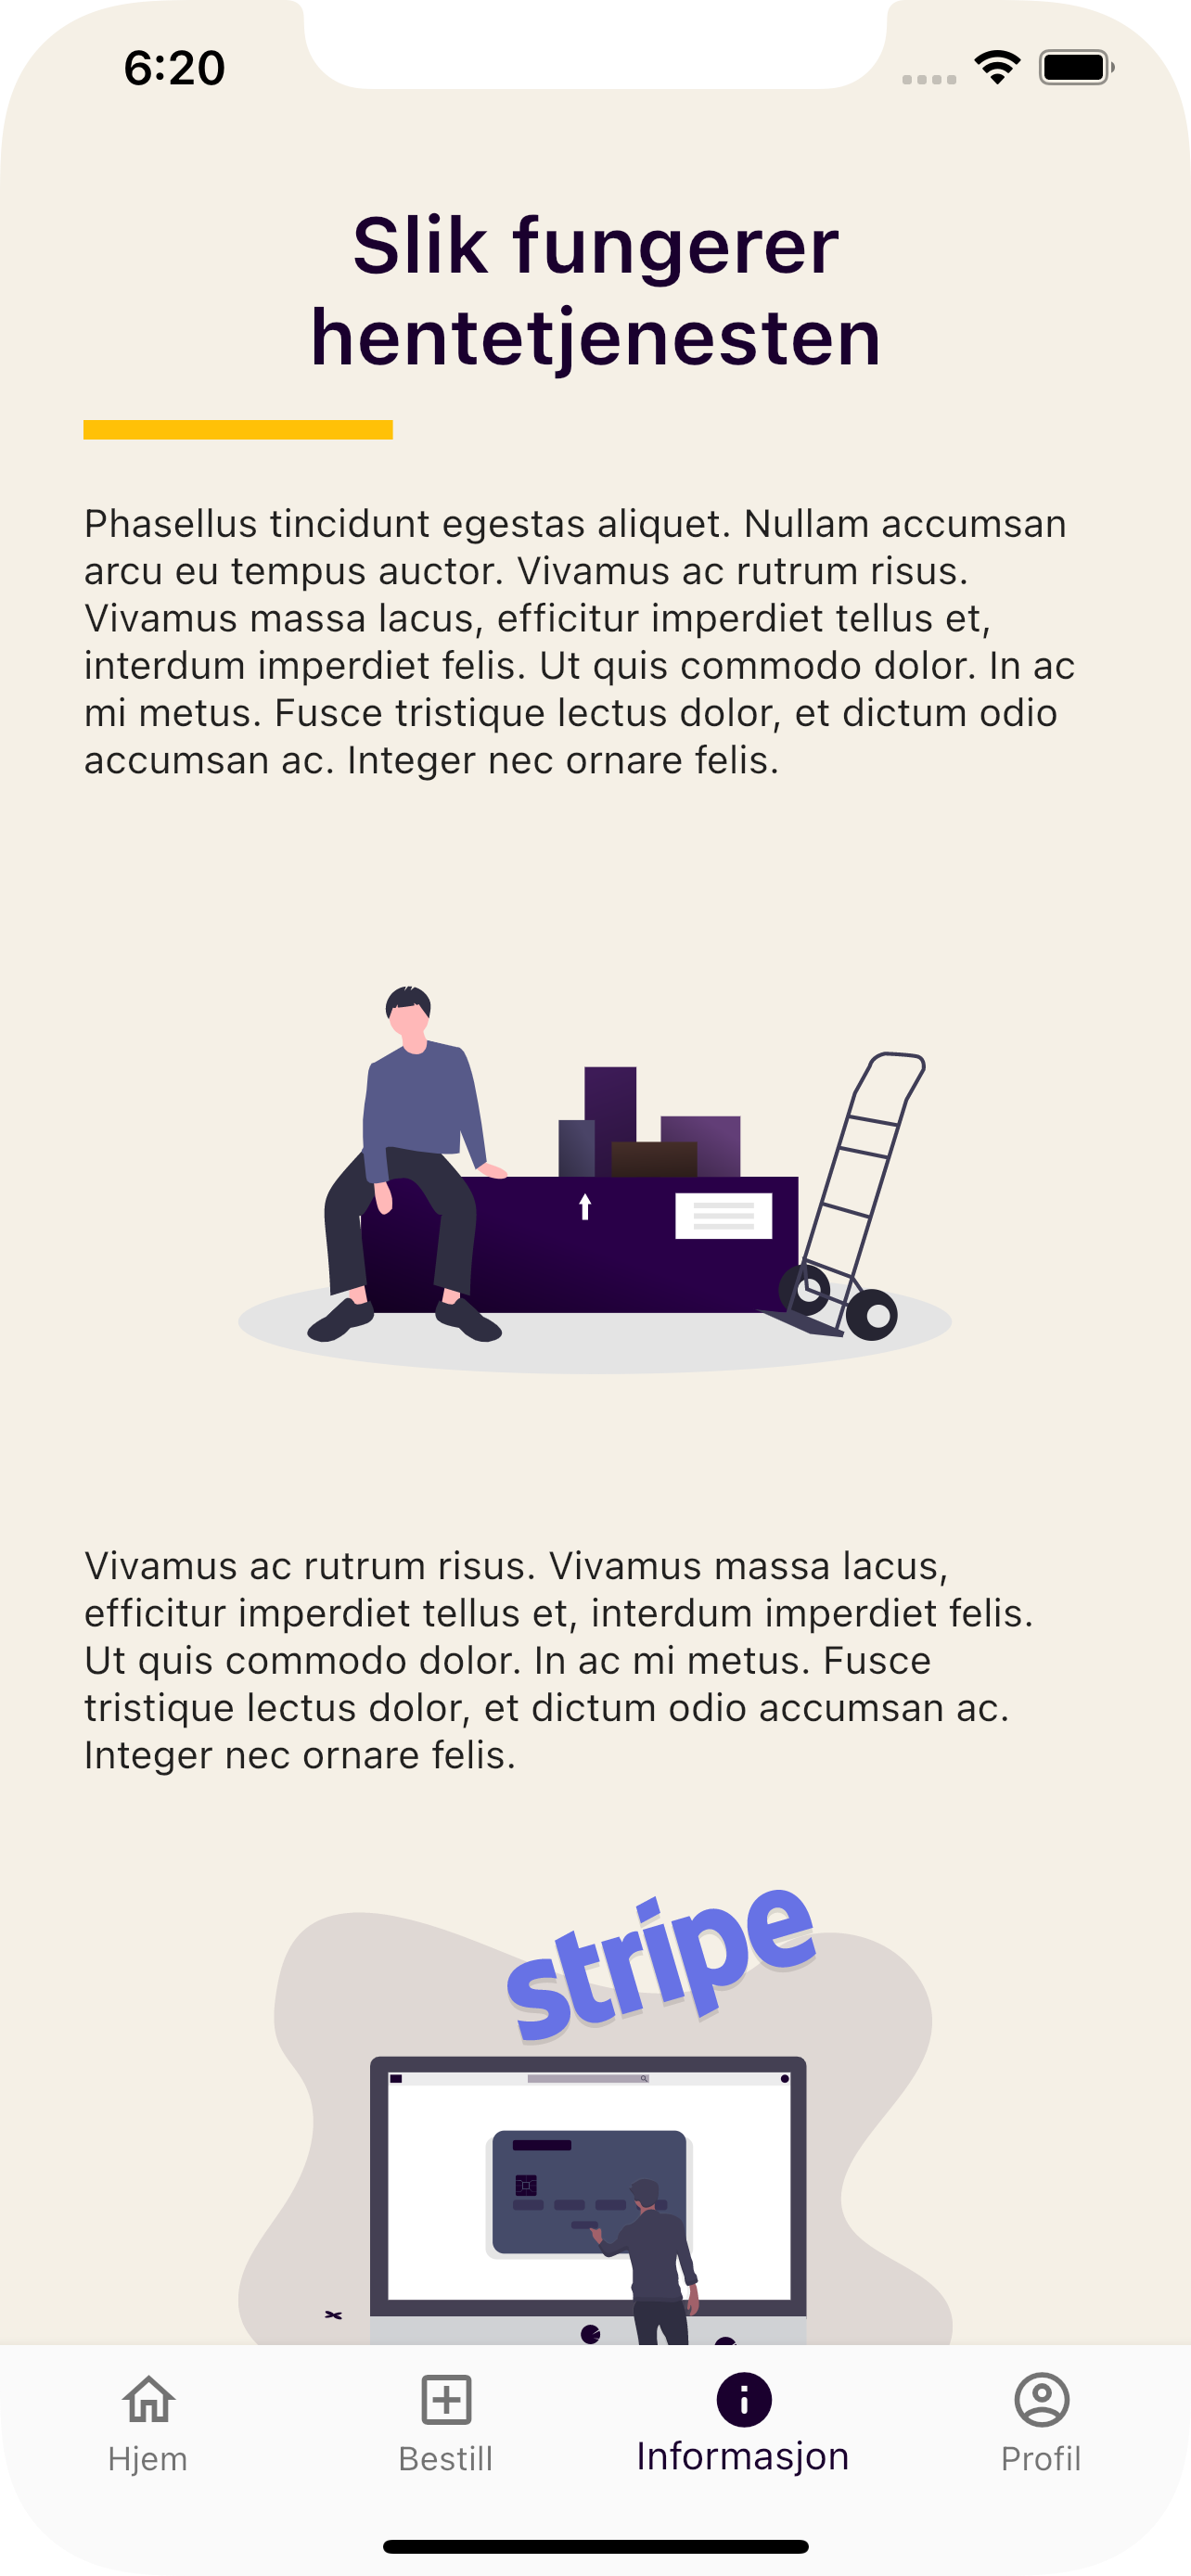 6:20
Slik fungerer
hentetjenesten
Phasellus tincidunt egestas aliquet. Nullam accumsan
arcu eu tempus auctor. Vivamus ac rutrum risus.
Vivamus massa lacus, efficitur imperdiet tellus et,
interdum imperdiet felis. Ut quis commodo dolor. In ac
mi metus. Fusce tristique lectus dolor, et dictum odio
accumsan ac. Integer nec ornare felis.
Vivamus ac rutrum risus. Vivamus massa lacus,
efficitur imperdiet tellus et, interdum imperdiet felis.
Ut quis commodo dolor. In ac mi metus. Fusce
tristique lectus dolor, et dictum odio accumsan ac.
Integer nec ornare felis.
stripe
Hjem
Bestill
Informasjon
Profil